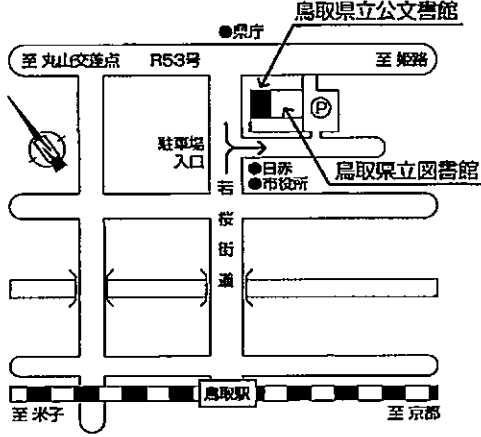 鳥取県立公文書館
●県庁
至 丸山交差点
R53号
至 姫路
P
駐車場
入口
鳥取県立図書館
●日赤
●市役所
若桜街道
鳥取駅
至 米子
至 京都